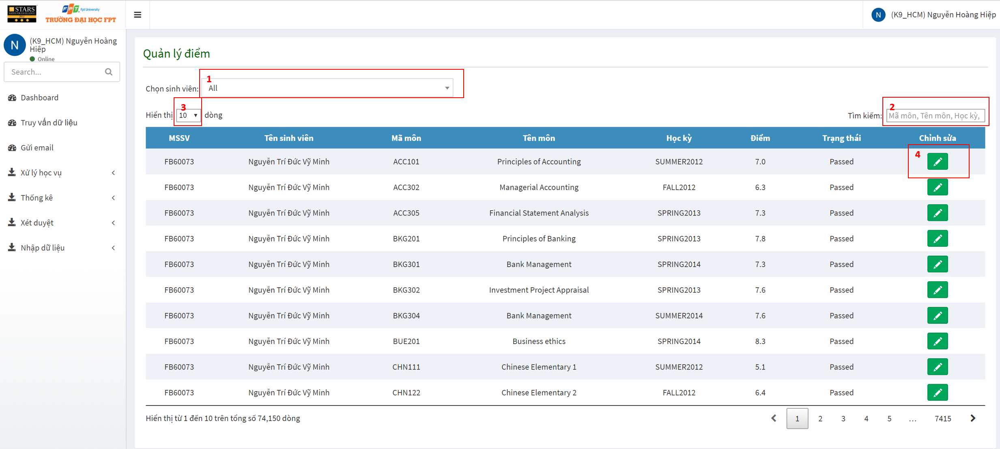 STARS
RATED FOR EXCELLENCE
2012
FPT. Fpt University
TRƯỜNG ĐẠI HỌC FPT
N (K9_HCM) Nguyễn Hoàng Hiệp
N (K9_HCM) Nguyễn Hoàng
Hiệp
Online
Search...
Dashboard
Truy vấn dữ liệu
Gửi email
Xử lý học vụ
Thống kê
Xét duyệt
Nhập dữ liệu
Quản lý điểm
1
Chọn sinh viên: All
3
Hiển thị 10 dòng
2
Tìm kiếm: Mã môn, Tên môn, Học kỳ,
MSSV Tên sinh viên Mã môn Tên môn Học kỳ Điểm Trạng thái Chỉnh sửa
4
FB60073 Nguyễn Trí Đức Vỹ Minh ACC101 Principles of Accounting SUMMER2012 7.0 Passed
FB60073 Nguyễn Trí Đức Vỹ Minh ACC302 Managerial Accounting FALL2012 6.3 Passed
FB60073 Nguyễn Trí Đức Vỹ Minh ACC305 Financial Statement Analysis SPRING2013 7.3 Passed
FB60073 Nguyễn Trí Đức Vỹ Minh BKG201 Principles of Banking SPRING2013 7.8 Passed
FB60073 Nguyễn Trí Đức Vỹ Minh BKG301 Bank Management SPRING2014 7.3 Passed
FB60073 Nguyễn Trí Đức Vỹ Minh BKG302 Investment Project Appraisal SPRING2013 7.6 Passed
FB60073 Nguyễn Trí Đức Vỹ Minh BKG304 Bank Management SUMMER2014 7.6 Passed
FB60073 Nguyễn Trí Đức Vỹ Minh BUE201 Business ethics SPRING2014 8.3 Passed
FB60073 Nguyễn Trí Đức Vỹ Minh CHN111 Chinese Elementary 1 SUMMER2012 5.1 Passed
FB60073 Nguyễn Trí Đức Vỹ Minh CHN122 Chinese Elementary 2 FALL2012 6.4 Passed
Hiển thị từ 1 đến 10 trên tổng số 74,150 dòng
1 2 3 4 5 ... 7415